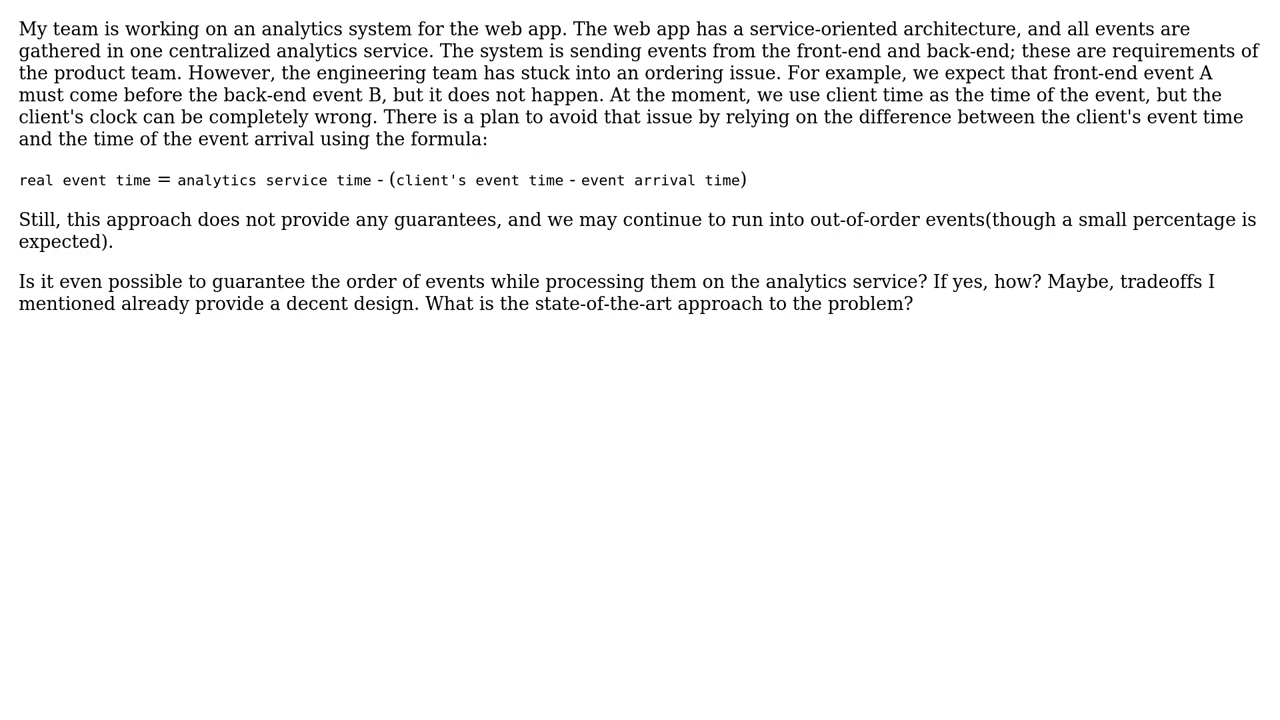 My team is working on an analytics system for the web app. The web app has a service-oriented architecture, and all events are
gathered in one centralized analytics service. The system is sending events from the front-end and back-end; these are requirements of
the product team. However, the engineering team has stuck into an ordering issue. For example, we expect that front-end event A
must come before the back-end event B, but it does not happen. At the moment, we use client time as the time of the event, but the
client's clock can be completely wrong. There is a plan to avoid that issue by relying on the difference between the client's event time
and the time of the event arrival using the formula:
real event time = analytics service time - (client's event time - event arrival time)
Still, this approach does not provide any guarantees, and we may continue to run into out-of-order events(though a small percentage is
expected).
Is it even possible to guarantee the order of events while processing them on the analytics service? If yes, how? Maybe, tradeoffs I
mentioned already provide a decent design. What is the state-of-the-art approach to the problem?